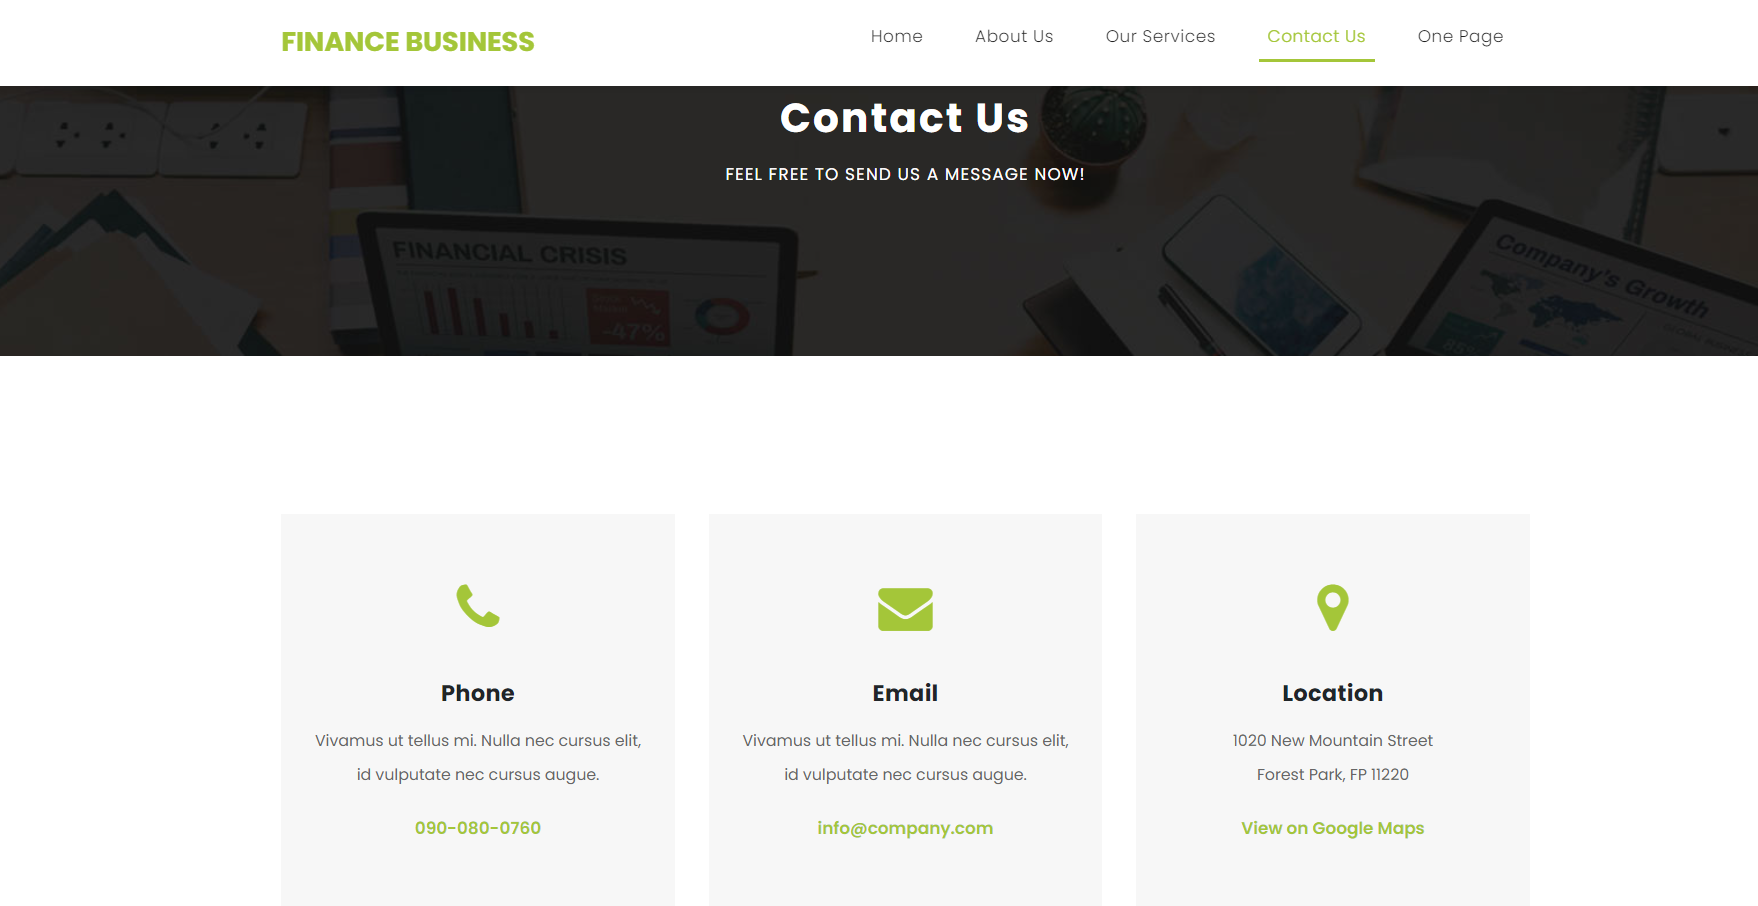 FINANCE BUSINESS
Home
About Us
Our Services
Contact Us
One Page
Contact Us
FEEL FREE TO SEND US A MESSAGE NOW!
FINANCIAL CRISIS
-47%
Company's Growth
85%
Phone
Vivamus ut tellus mi. Nulla nec cursus elit,
id vulputate nec cursus augue.
090-080-0760
Email
Vivamus ut tellus mi. Nulla nec cursus elit,
id vulputate nec cursus augue.
info@company.com
Location
1020 New Mountain Street
Forest Park, FP 11220
View on Google Maps